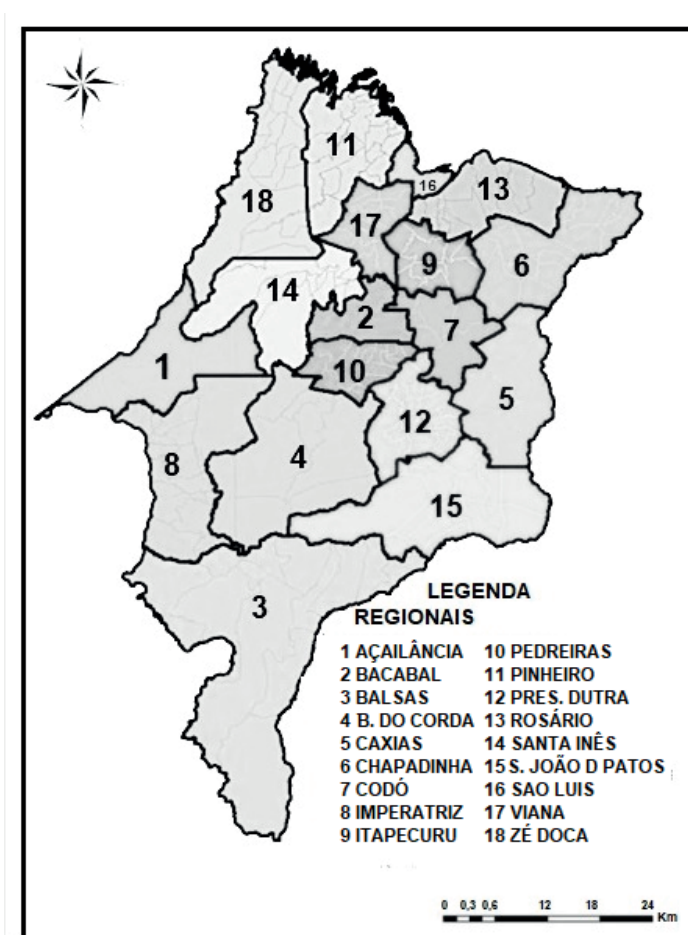 11
18
16
13
17
9
6
14
2
7
1
10
5
12
8
4
15
3
LEGENDA
REGIONAIS
1 AÇAILÂNCIA 10 PEDREIRAS
2 BACABAL 11 PINHEIRO
3 BALSAS 12 PRES. DUTRA
4 B. DO CORDA 13 ROSÁRIO
5 CAXIAS 14 SANTA INÊS
6 CHAPADINHA 15 S. JOÃO D PATOS
7 CODÓ 16 SAO LUIS
8 IMPERATRIZ 17 VIANA
9 ITAPECURU 18 ZÉ DOCA
0 0,3 0,6 12 18 24
Km